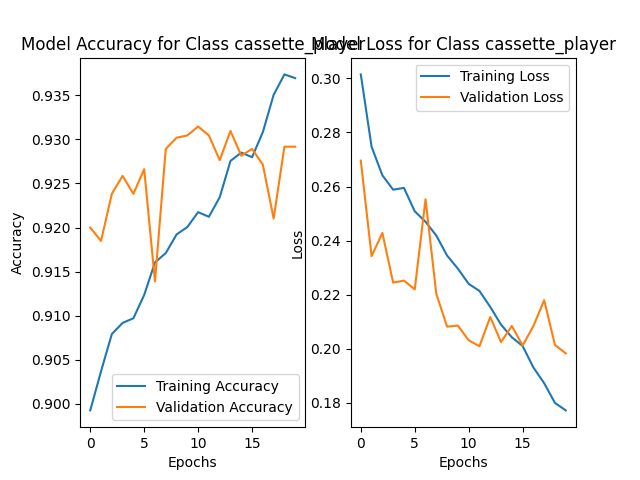 Model Accuracy for Class cassette_player
Model Loss for Class cassette_player
Accuracy
0.935
0.930
0.925
0.920
0.915
0.910
0.905
0.900
Training Accuracy
Validation Accuracy
0 5 10 15
Epochs
Loss
0.30
0.28
0.26
0.24
0.22
0.20
0.18
Training Loss
Validation Loss
0 5 10 15
Epochs